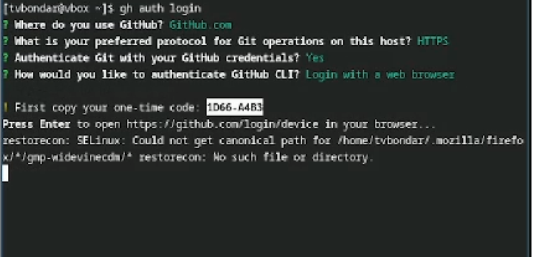 [tvbondar@vbox ~]$ gh auth login
? Where do you use GitHub? GitHub.com
? What is your preferred protocol for Git operations on this host? HTTPS
? Authenticate Git with your GitHub credentials? Yes
? How would you like to authenticate GitHub CLI? Login with a web browser
! First copy your one-time code: 1D66-A4B3
Press Enter to open https://github.com/login/device in your browser...
restorecon: SELinux: Could not get canonical path for /home/tvbondar/.mozilla/firefo
x/*/gmp-widevinecdm/* restorecon: No such file or directory.